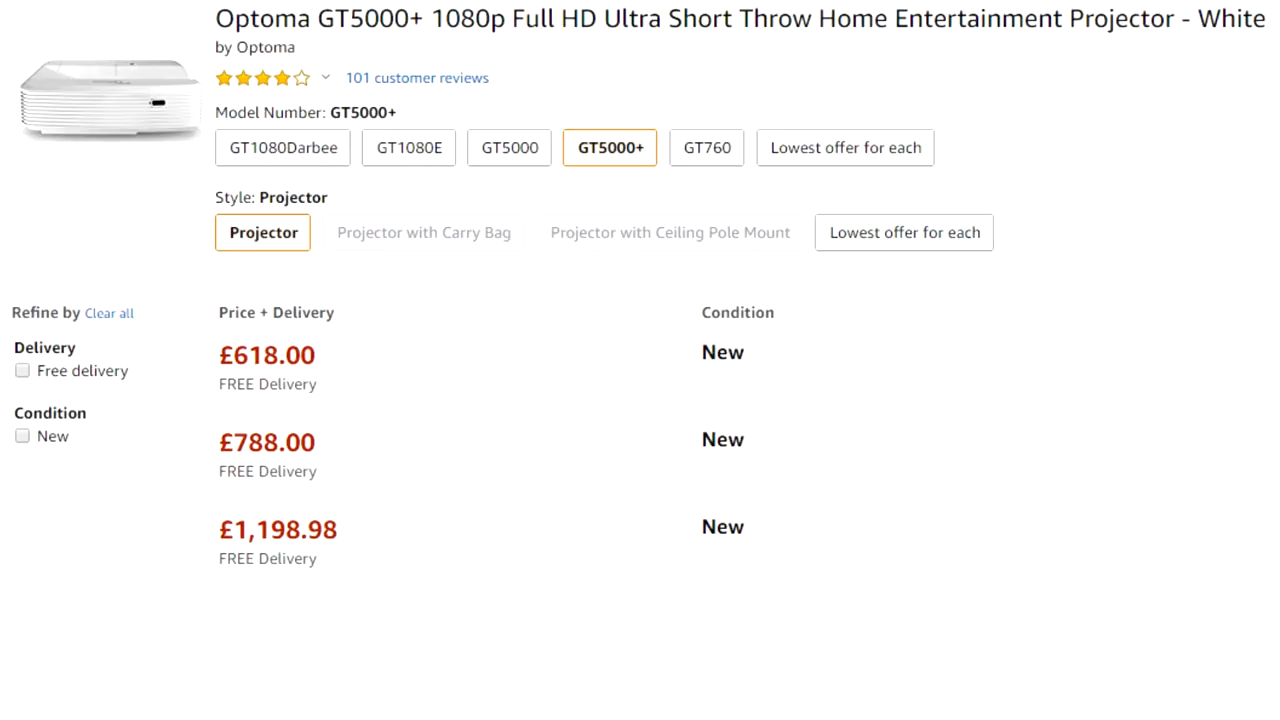 Optoma GT5000+ 1080p Full HD Ultra Short Throw Home Entertainment Projector - White
by Optoma
101 customer reviews
Model Number: GT5000+
GT1080Darbee GT1080E GT5000 GT5000+ GT760 Lowest offer for each
Style: Projector
Projector Projector with Carry Bag Projector with Ceiling Pole Mount Lowest offer for each
Refine by Clear all
Delivery
Free delivery
Condition
New
Price + Delivery Condition
£618.00 New
FREE Delivery
£788.00 New
FREE Delivery
£1,198.98 New
FREE Delivery